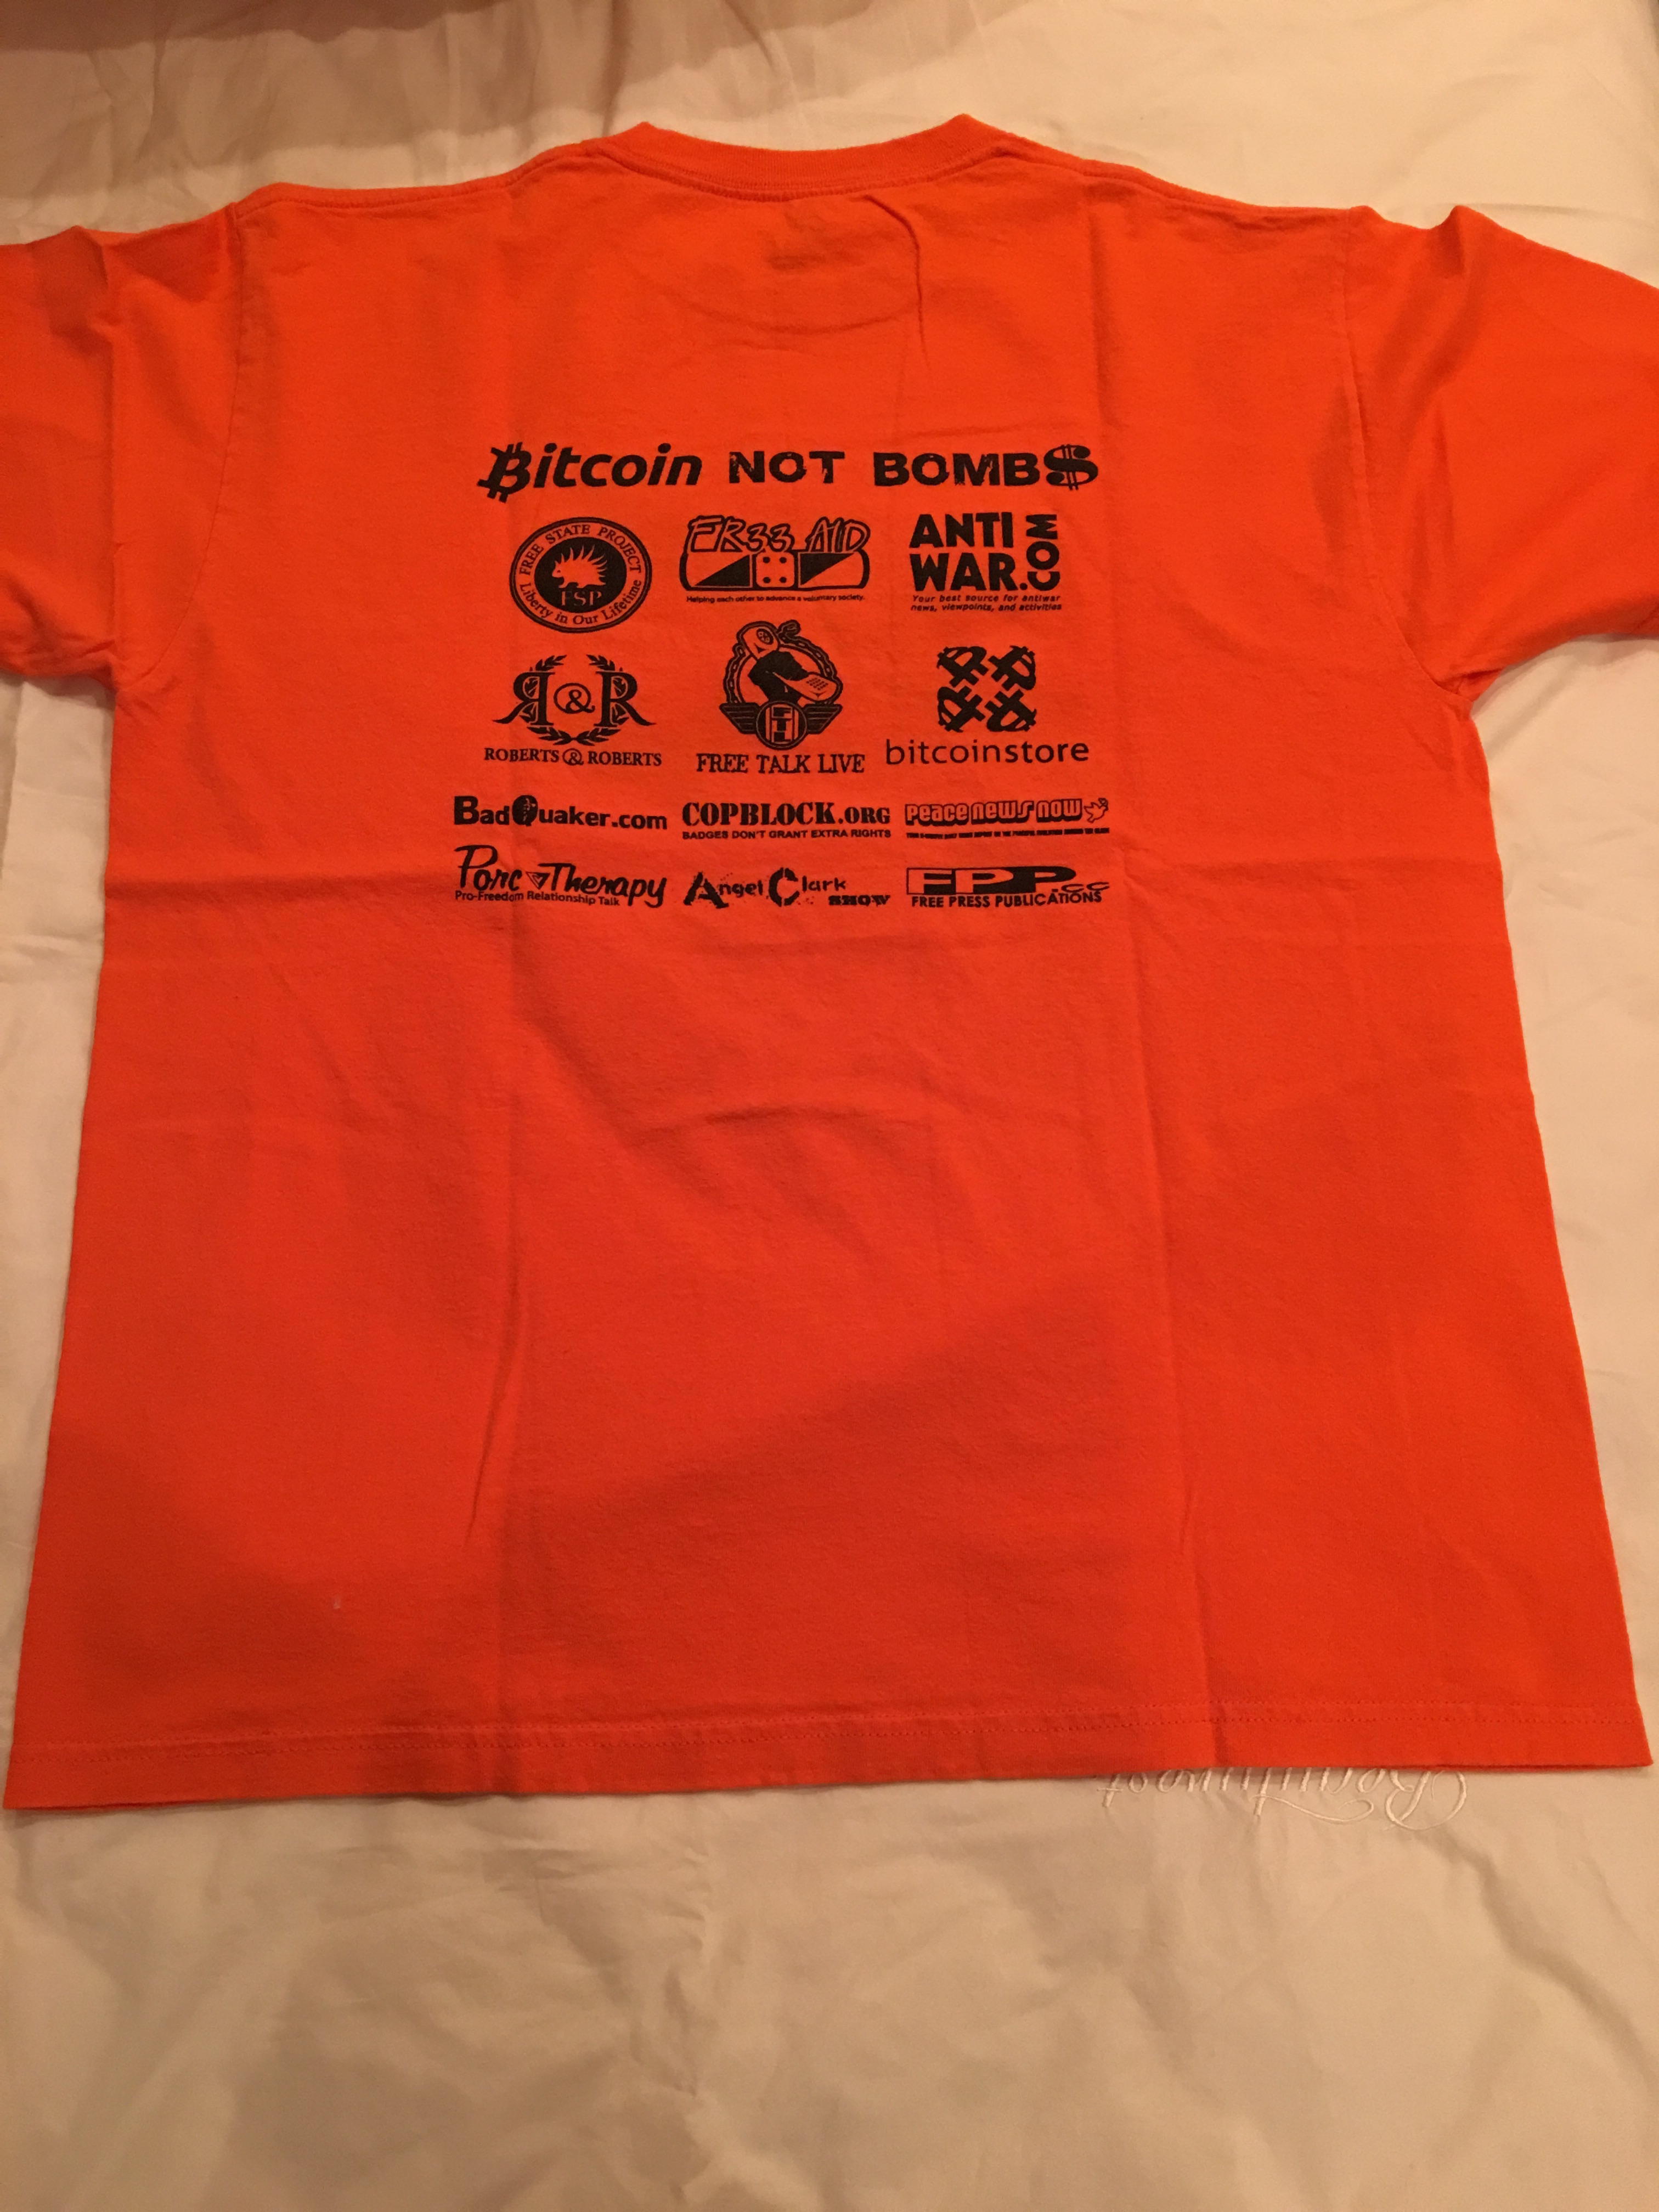 Bitcoin NOT BOMB$
FREE STATE PROJECT
FSP
Liberty in Our Lifetime
FR33 AID
Helping each other to advance a voluntary society.
ANTI
WAR.COM
Your best source for antiwar
news, viewpoints, and activities
R&R
ROBERTS & ROBERTS
FTL
FREE TALK LIVE
bitcoinstore
BadQuaker.com
COPBLOCK.ORG
BADGES DON'T GRANT EXTRA RIGHTS
Peace news now
Porc Therapy
Pro-Freedom Relationship Talk
Angel Clark
SHOW
FPP.cc
FREE PRESS PUBLICATIONS
Beautyrest